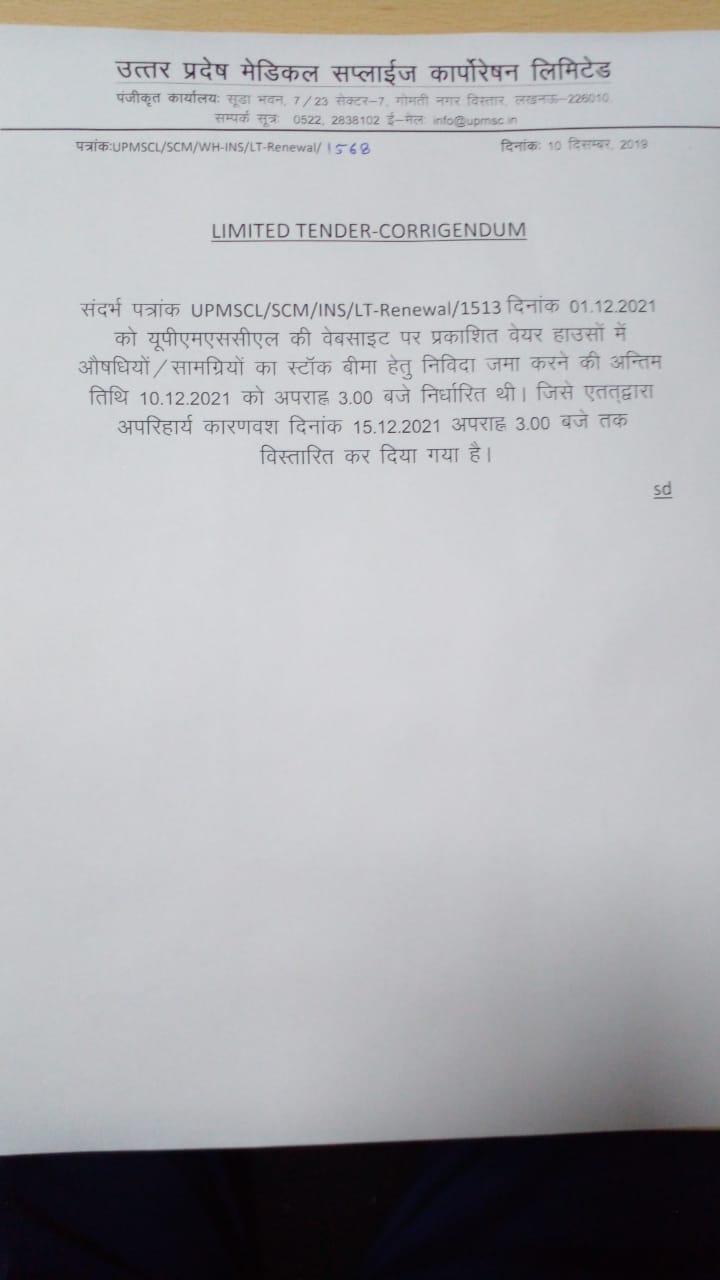 उत्तर प्रदेष मेडिकल सप्लाईज कार्पोरेषन लिमिटेड
पंजीकृत कार्यालयः सूडा भवन, 7/23 सेक्टर-7, गोमती नगर विस्तार, लखनऊ-226010,
सम्पर्क सूत्रः 0522, 2838102 ई-मेलः info@upmsc.in
पत्रांक:UPMSCL/SCM/WH-INS/LT-Renewal/ 1568 दिनांकः 10 दिसम्बर, 2019
LIMITED TENDER-CORRIGENDUM
संदर्भ पत्रांक UPMSCL/SCM/INS/LT-Renewal/1513 दिनांक 01.12.2021
को यूपीएमएससीएल की वेबसाइट पर प्रकाशित वेयर हाउसों में
औषधियों/सामग्रियों का स्टॉक बीमा हेतु निविदा जमा करने की अन्तिम
तिथि 10.12.2021 को अपराह्न 3.00 बजे निर्धारित थी। जिसे एतत्द्वारा
अपरिहार्य कारणवश दिनांक 15.12.2021 अपराह्न 3.00 बजे तक
विस्तारित कर दिया गया है।
sd